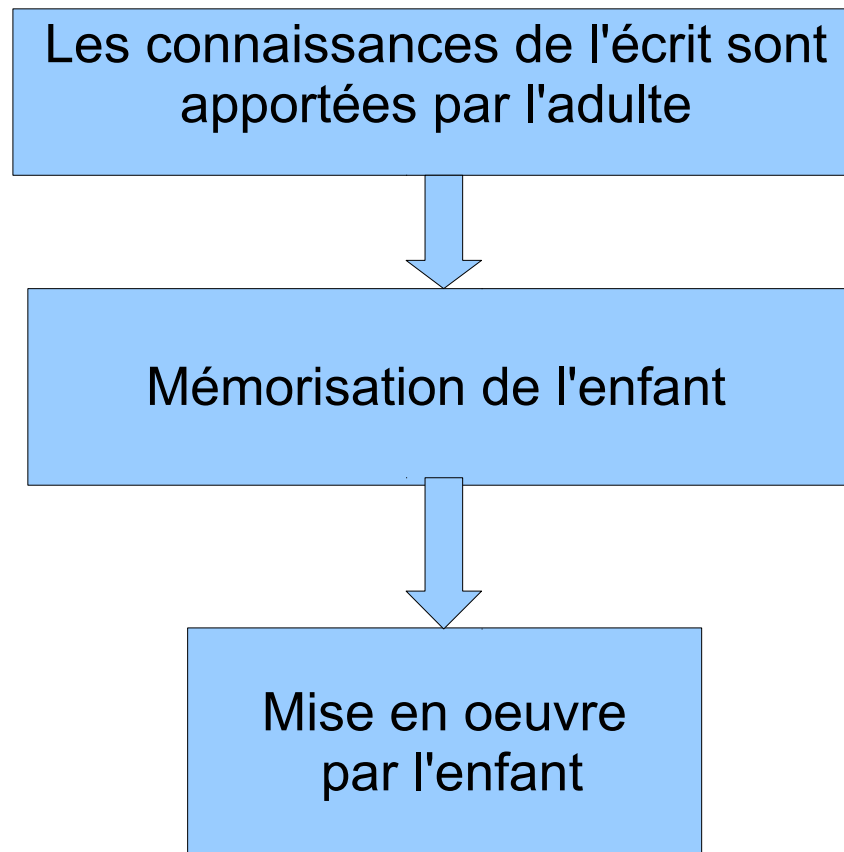 Les connaissances de l'écrit sont
apportées par l'adulte
Mémorisation de l'enfant
Mise en oeuvre
par l'enfant